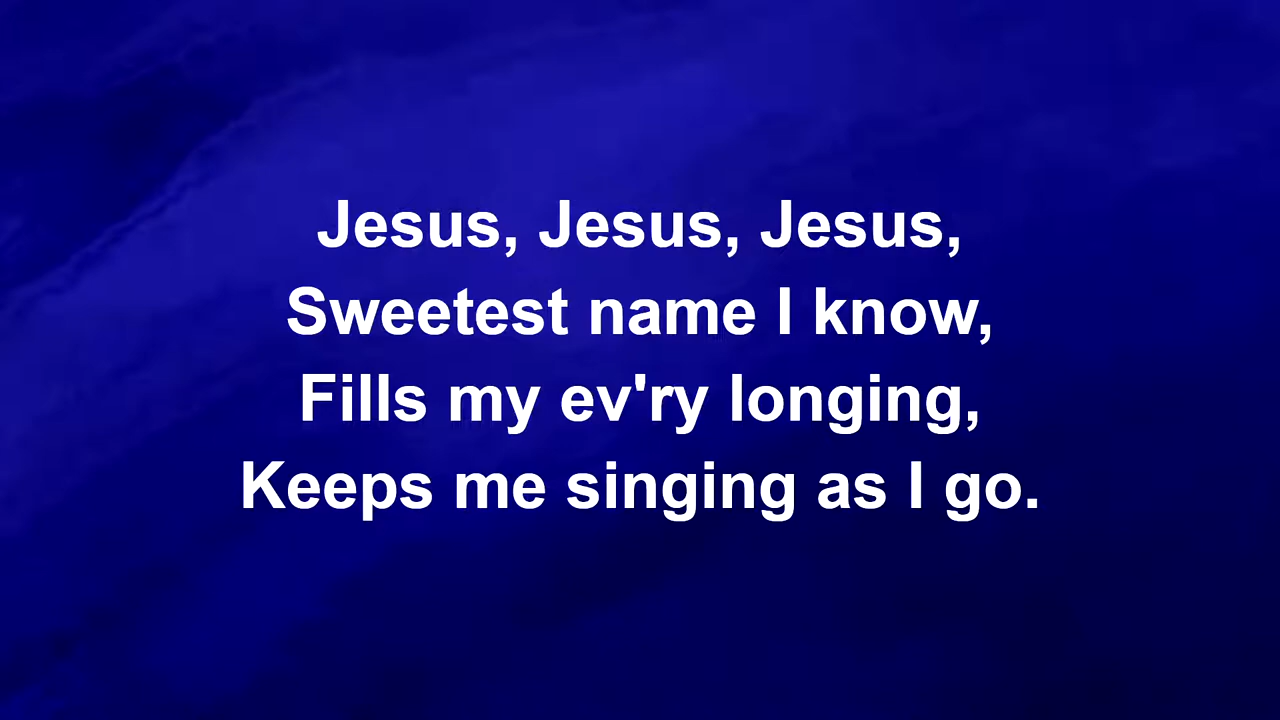 Jesus, Jesus, Jesus,
Sweetest name I know,
Fills my ev'ry longing,
Keeps me singing as I go.